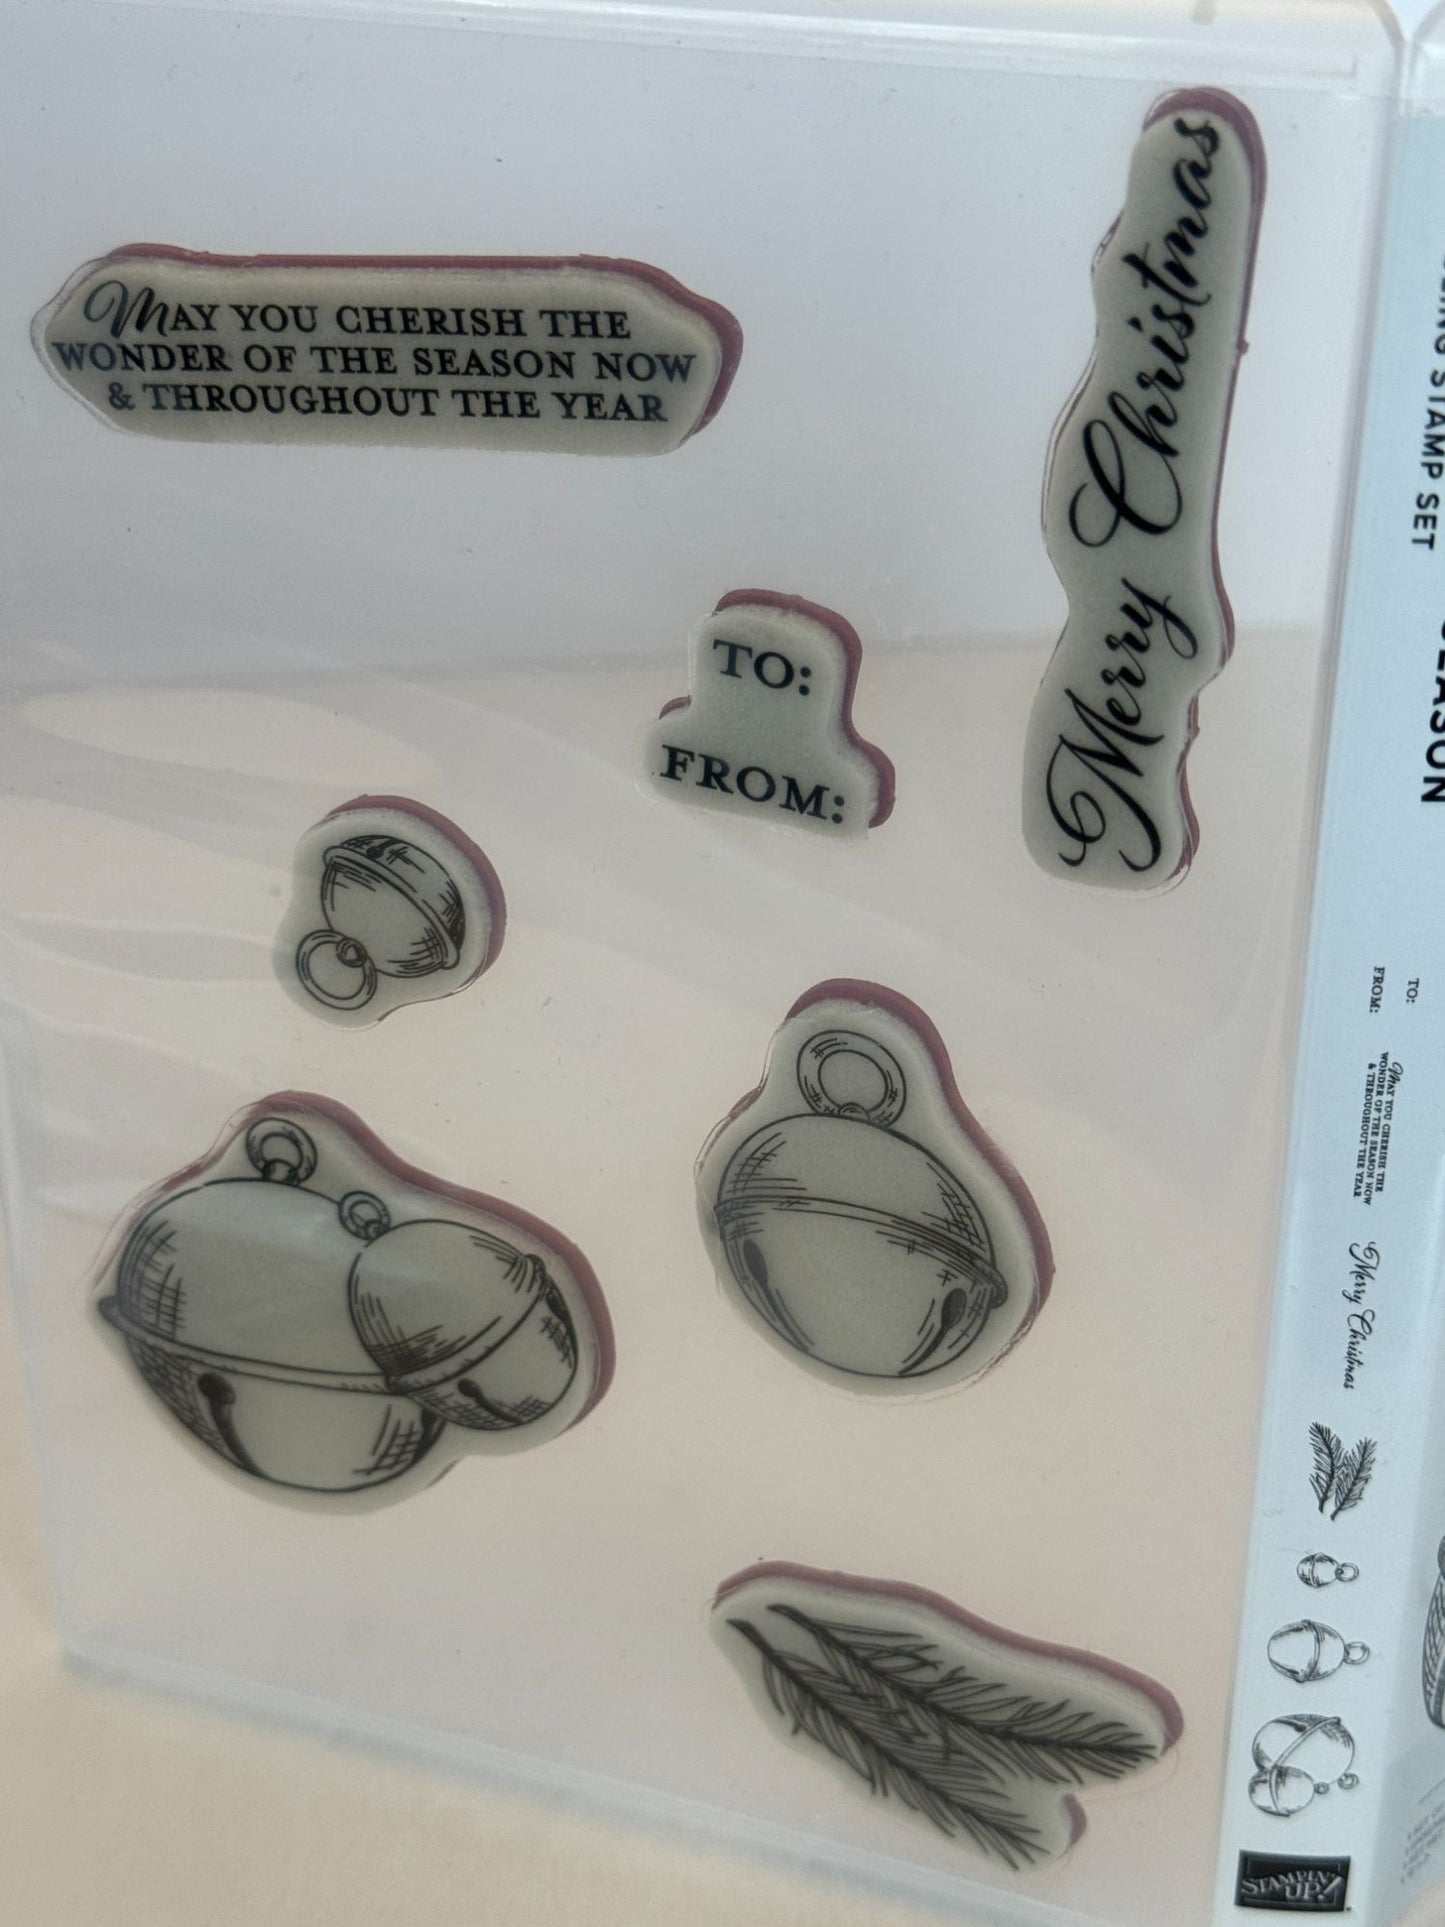 May you cherish the
wonder of the season now
& throughout the year
Merry Christmas
TO:
FROM:
STAMP SET
SEASON
TO:
FROM:
May you cherish the
wonder of the season now
& throughout the year
Merry Christmas
STAMPIN'
UP!